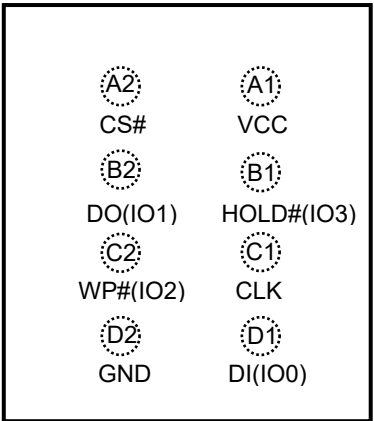 A2 A1
CS# VCC
B2 B1
DO(IO1) HOLD#(IO3)
C2 C1
WP#(IO2) CLK
D2 D1
GND DI(IO0)